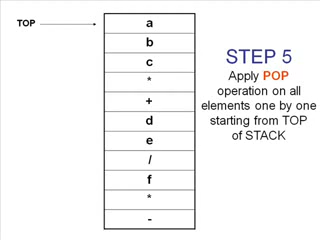 TOP
a
b
c
*
+
d
e
/
f
*
-
STEP 5
Apply POP
operation on all
elements one by one
starting from TOP
of STACK